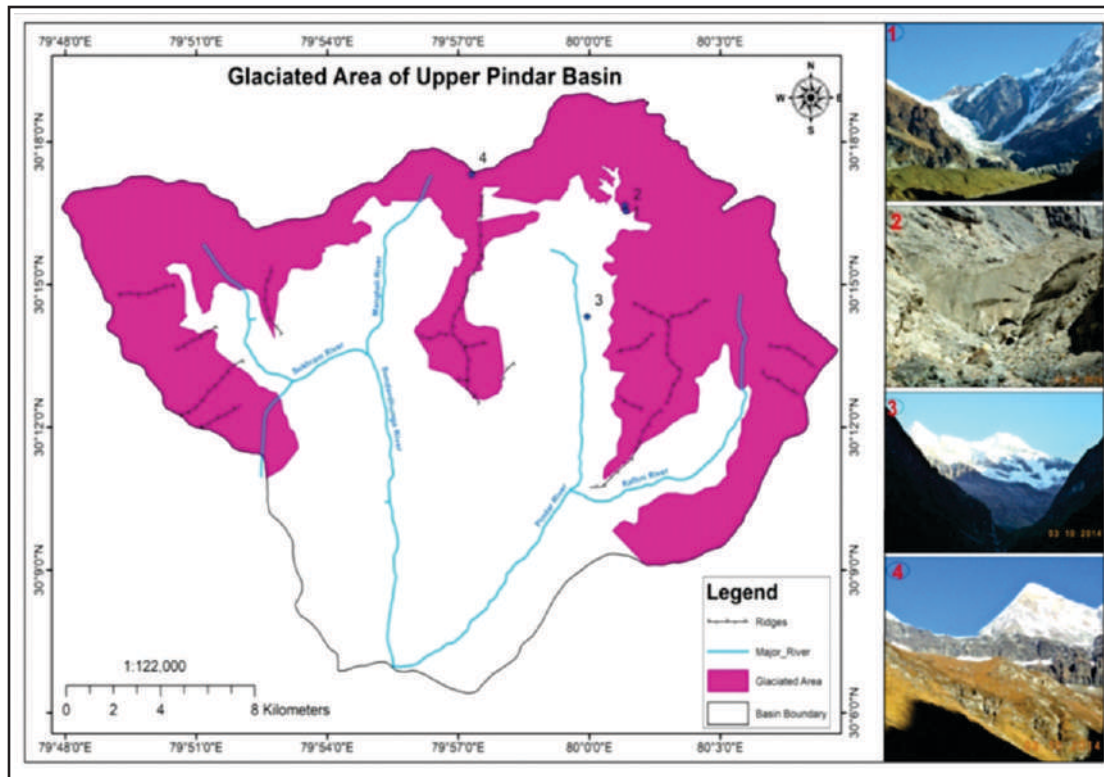 79°48'0"E 79°51'0"E 79°54'0"E 79°57'0"E 80°0'0"E 80°3'0"E
Glaciated Area of Upper Pindar Basin
N
W E
S
30°18'0"N 30°18'0"N
30°15'0"N 30°15'0"N
30°12'0"N 30°12'0"N
30°9'0"N 30°9'0"N
30°6'0"N 30°6'0"N
4
2
1
3
Sukhram River
Pindar River
Kafini River
Legend
Ridges
Major_River
Glaciated Area
Basin Boundary
1:122,000
0 2 4 8 Kilometers
79°48'0"E 79°51'0"E 79°54'0"E 79°57'0"E 80°0'0"E 80°3'0"E
1
2
3
03 10 2014
4